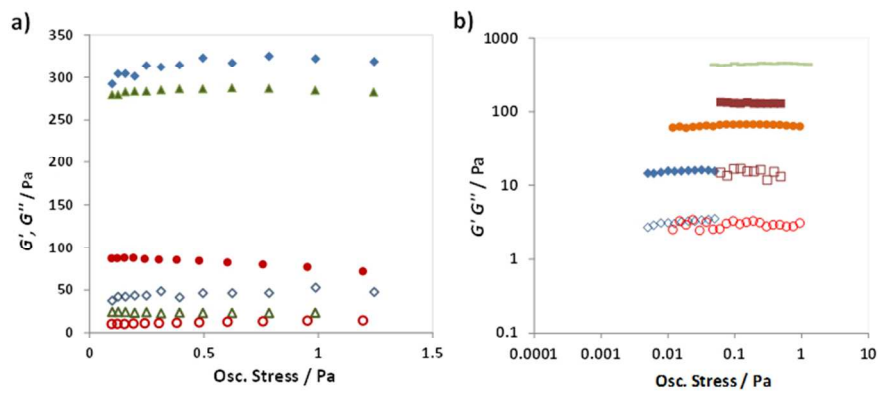 a)
350
300
250
200
150
100
50
0
G′, G′′ / Pa
0 0.5 1 1.5
Osc. Stress / Pa
b)
1000
100
10
1
0.1
G′ G′′ / Pa
0.0001 0.001 0.01 0.1 1 10
Osc. Stress / Pa